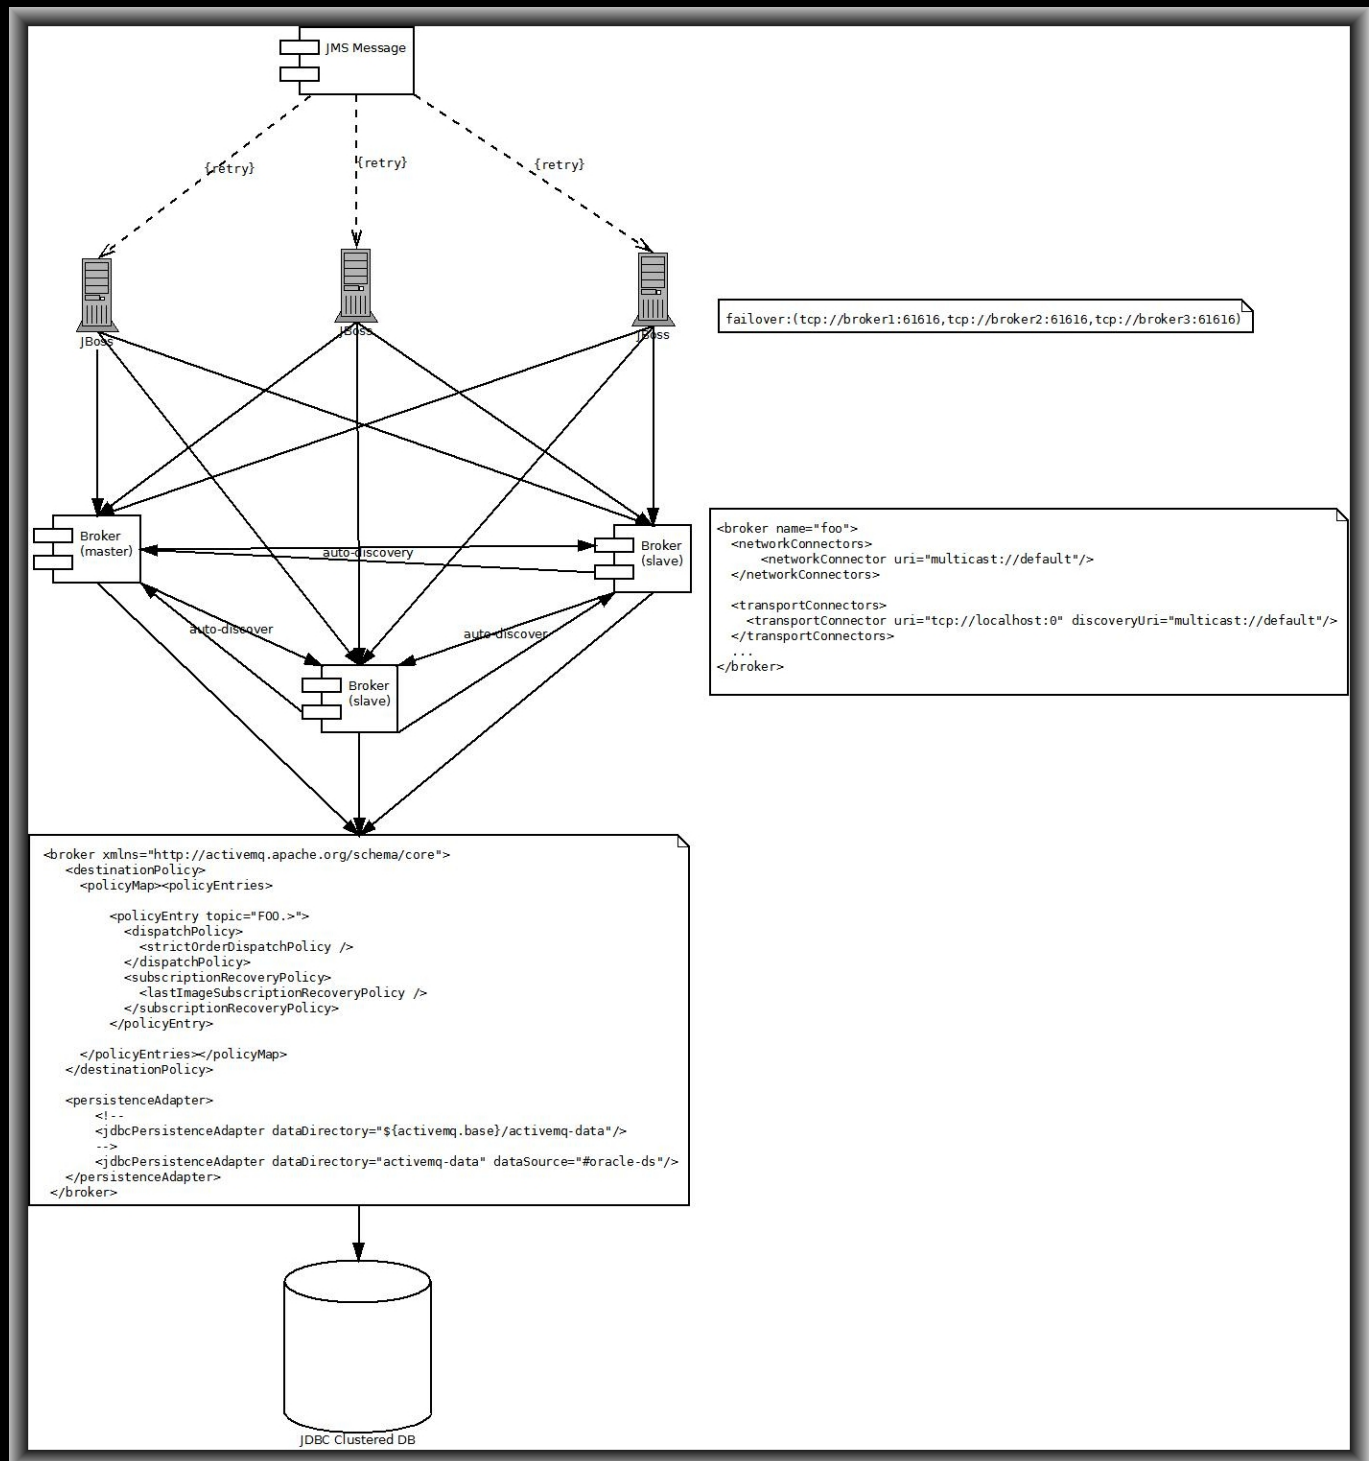 JMS Message
{retry}
{retry}
{retry}
JBoss
JBoss
JBoss
failover:(tcp://broker1:61616,tcp://broker2:61616,tcp://broker3:61616)
Broker
(master)
auto-discovery
Broker
(slave)
<broker name="foo">
  <networkConnectors>
      <networkConnector uri="multicast://default"/>
  </networkConnectors>
  <transportConnectors>
    <transportConnector uri="tcp://localhost:0" discoveryUri="multicast://default"/>
  </transportConnectors>
  ...
</broker>
auto-discover
auto-discover
Broker
(slave)
<broker xmlns="http://activemq.apache.org/schema/core">
   <destinationPolicy>
     <policyMap><policyEntries>
         <policyEntry topic="FOO.>">
           <dispatchPolicy>
             <strictOrderDispatchPolicy />
           </dispatchPolicy>
           <subscriptionRecoveryPolicy>
             <lastImageSubscriptionRecoveryPolicy />
           </subscriptionRecoveryPolicy>
         </policyEntry>
     </policyEntries></policyMap>
   </destinationPolicy>
   <persistenceAdapter>
       <!--
       <jdbcPersistenceAdapter dataDirectory="${activemq.base}/activemq-data"/>
       -->
       <jdbcPersistenceAdapter dataDirectory="activemq-data" dataSource="#oracle-ds"/>
   </persistenceAdapter>
 </broker>
JDBC Clustered DB